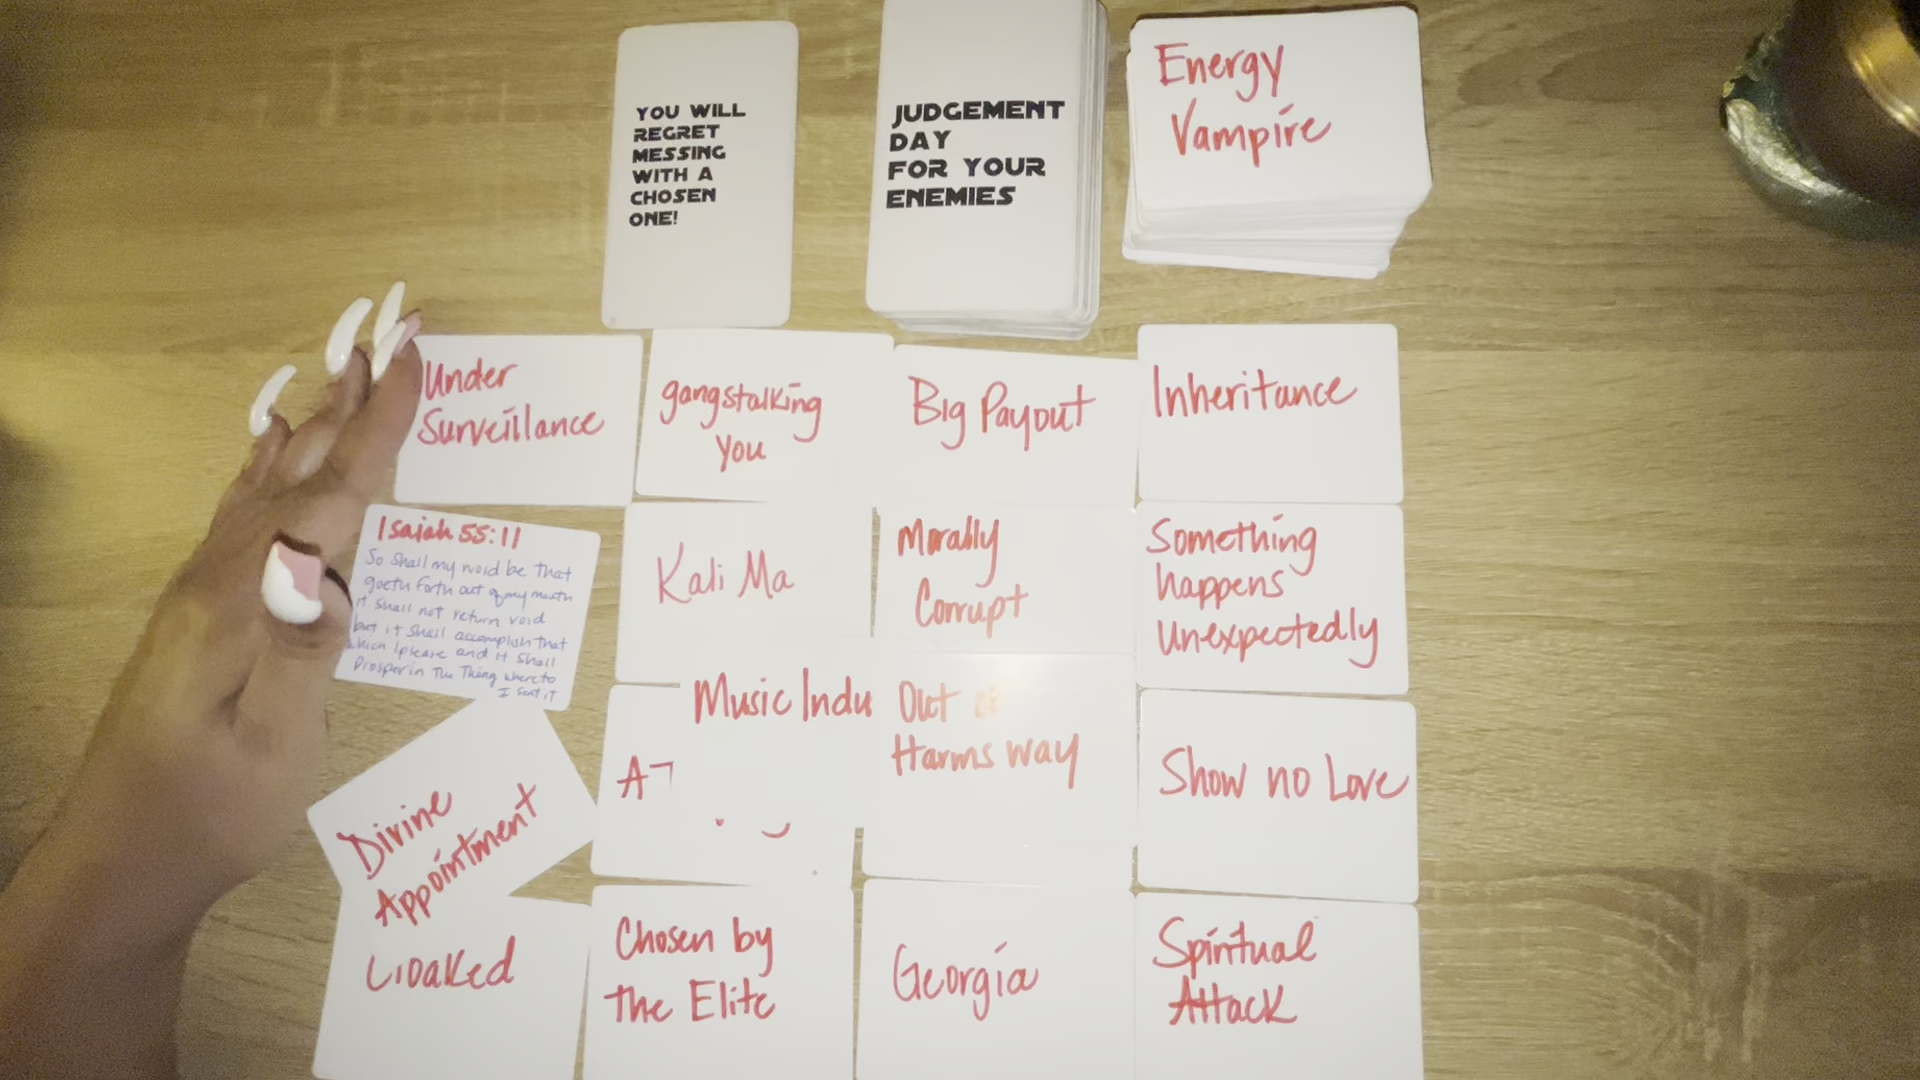 YOU WILL
REGRET
MESSING
WITH A
CHOSEN
ONE!
JUDGEMENT
DAY
FOR YOUR
ENEMIES
Energy
Vampire
Under
Surveillance
gangstalking
You
Big Payout
Inheritance
Isaiah 55:11
So shall my word be that
goeth forth out of my mouth
it shall not return void
but it shall accomplish that
which I please and it shall
Prosper in The Thing whereto
I sent it
Kali Ma
Morally
Corrupt
Something
happens
Unexpectedly
Music Indu
Out of
Harms way
Show no Love
Divine
Appointment
Cloaked
Chosen by
the Elite
Georgia
Spiritual
Attack